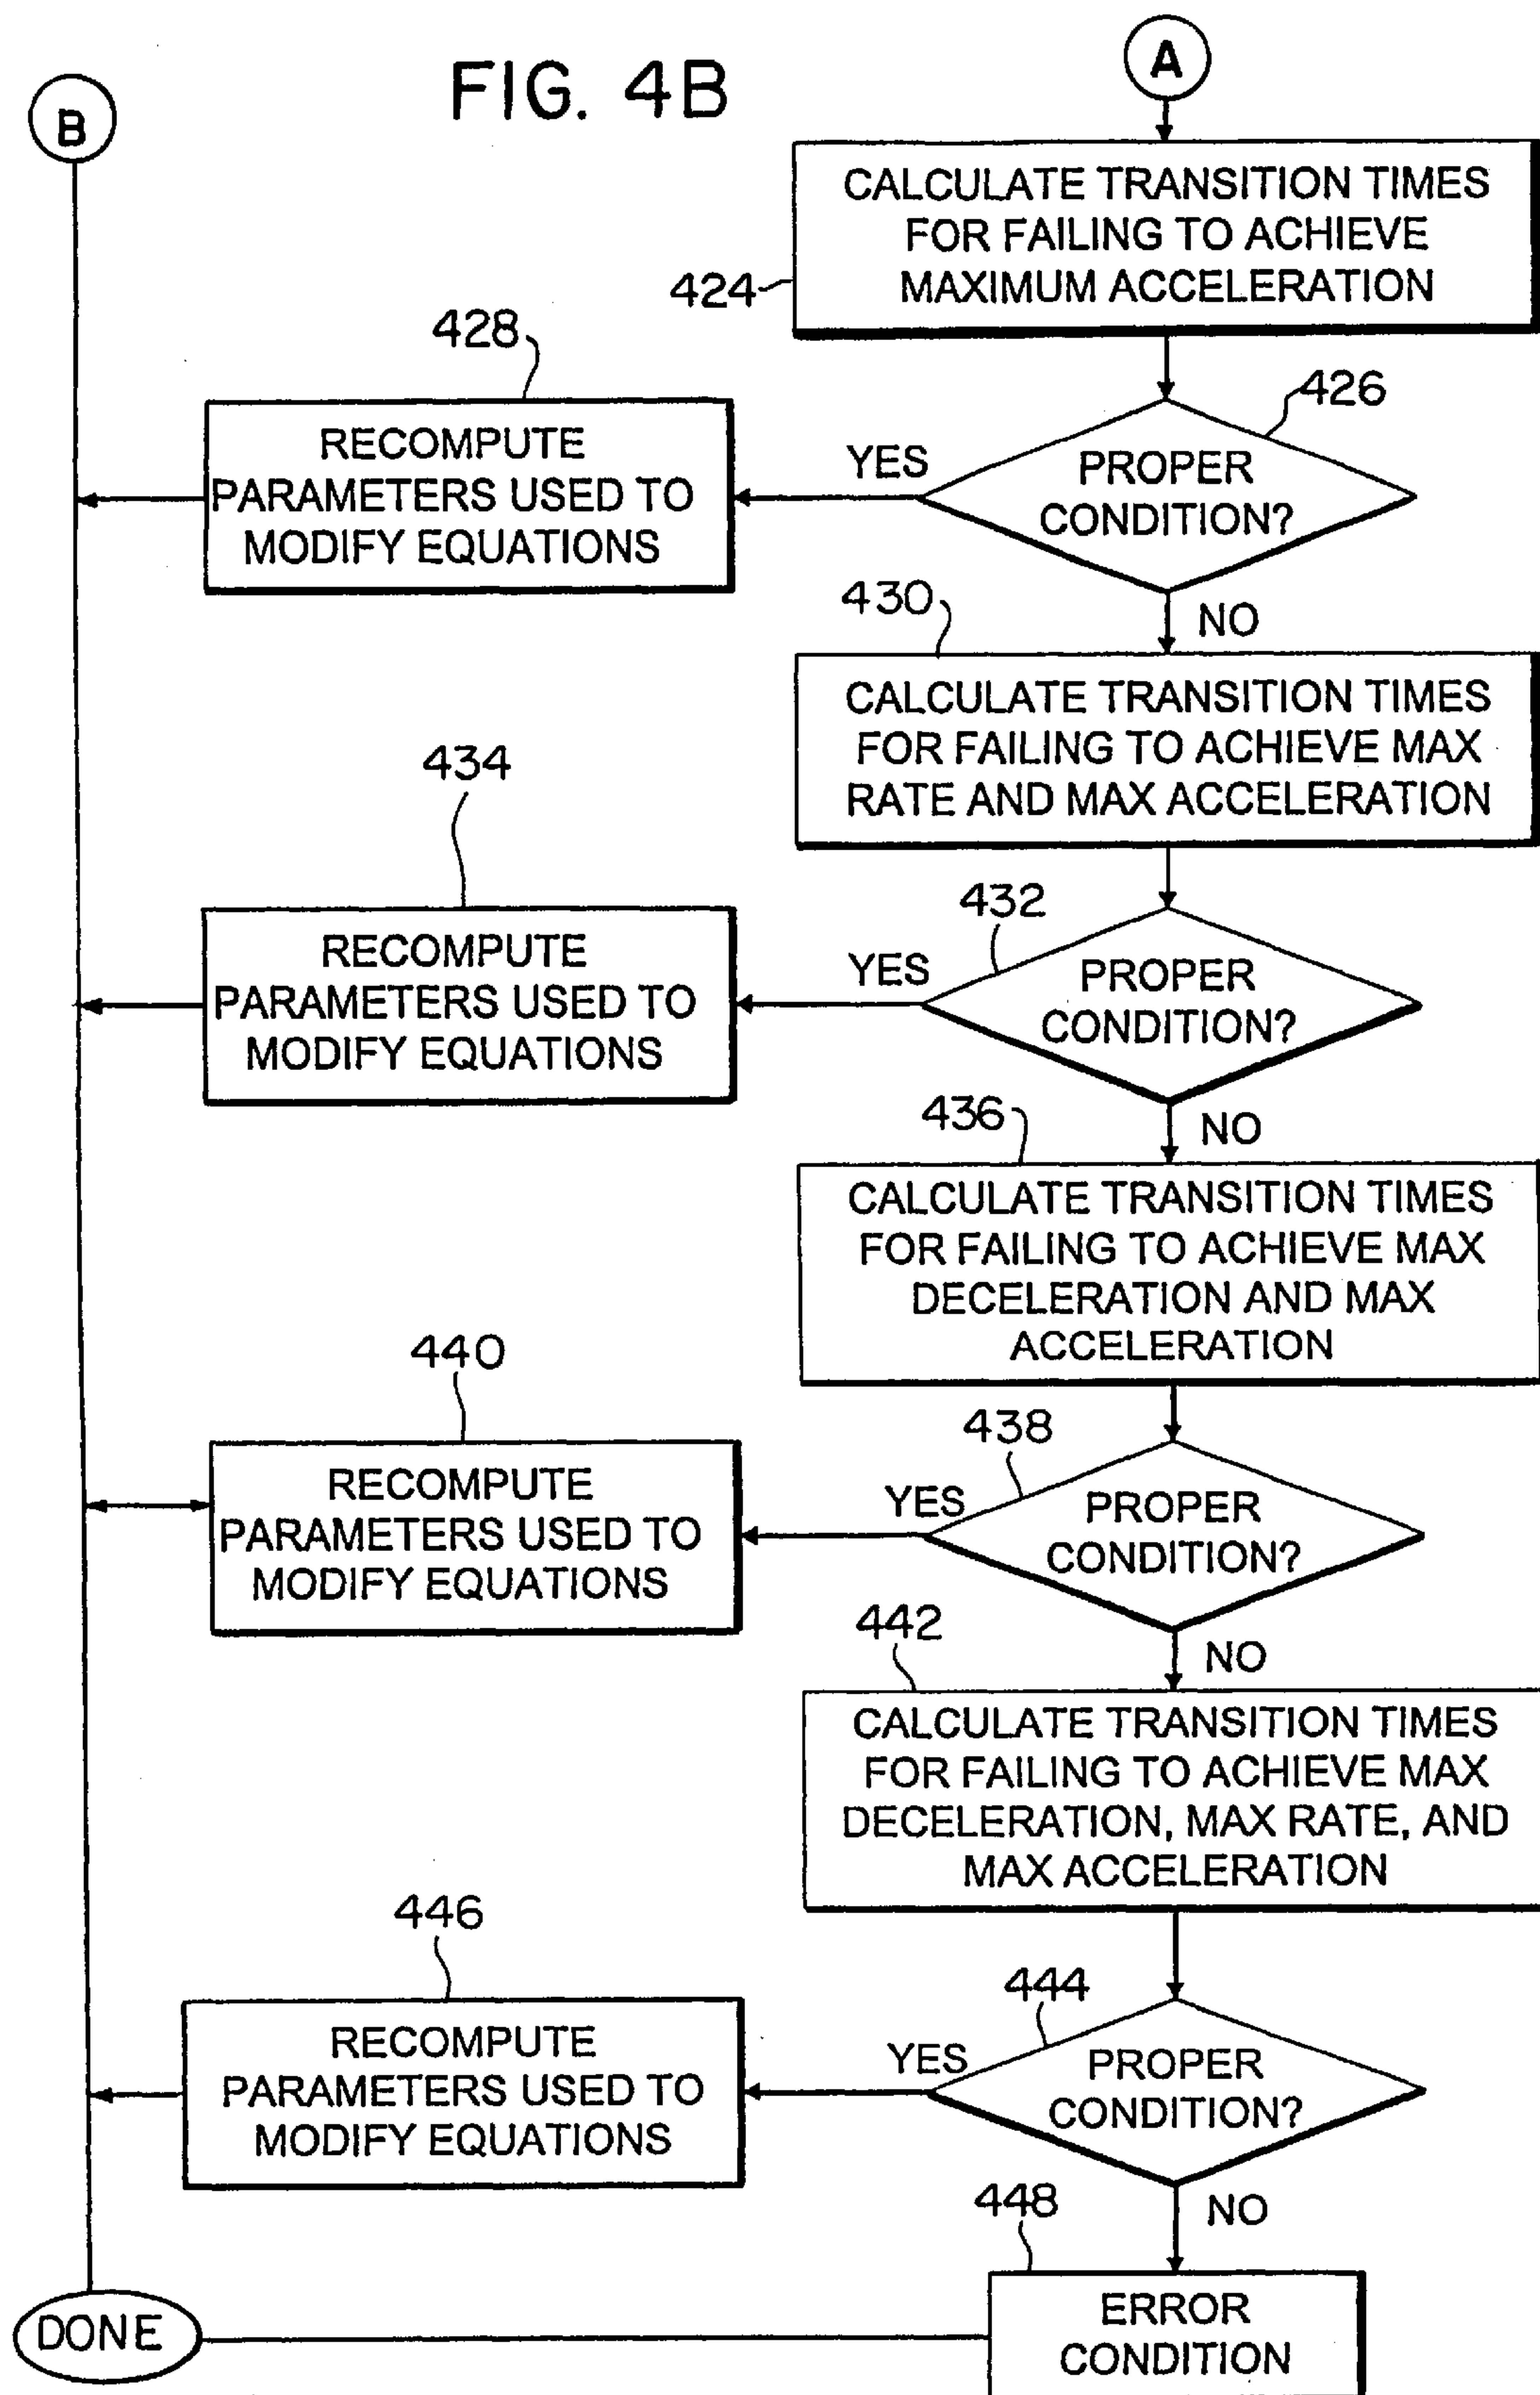 FIG. 4B
A
B
CALCULATE TRANSITION TIMES
FOR FAILING TO ACHIEVE
MAXIMUM ACCELERATION
424
428
426
RECOMPUTE
PARAMETERS USED TO
MODIFY EQUATIONS
YES
PROPER
CONDITION?
430
NO
CALCULATE TRANSITION TIMES
FOR FAILING TO ACHIEVE MAX
RATE AND MAX ACCELERATION
434
432
RECOMPUTE
PARAMETERS USED TO
MODIFY EQUATIONS
YES
PROPER
CONDITION?
436
NO
CALCULATE TRANSITION TIMES
FOR FAILING TO ACHIEVE MAX
DECELERATION AND MAX
ACCELERATION
440
438
RECOMPUTE
PARAMETERS USED TO
MODIFY EQUATIONS
YES
PROPER
CONDITION?
442
NO
CALCULATE TRANSITION TIMES
FOR FAILING TO ACHIEVE MAX
DECELERATION, MAX RATE, AND
MAX ACCELERATION
446
444
RECOMPUTE
PARAMETERS USED TO
MODIFY EQUATIONS
YES
PROPER
CONDITION?
448
NO
DONE
ERROR
CONDITION